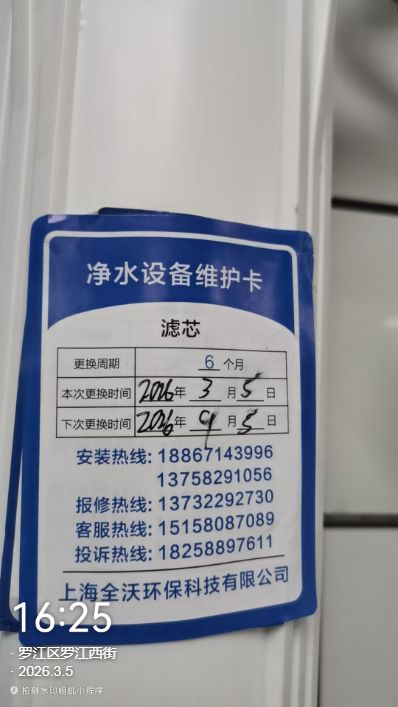 净水设备维护卡
滤芯
更换周期 6 个月
本次更换时间 2026年 3 月 5 日
下次更换时间 2026年 9 月 5 日
安装热线: 18867143996
13758291056
报修热线: 13732292730
客服热线: 15158087089
投诉热线: 18258897611
上海全沃环保科技有限公司
16:25
· 罗江区罗江西街
· 2026.3.5
拍刻水印相机小程序